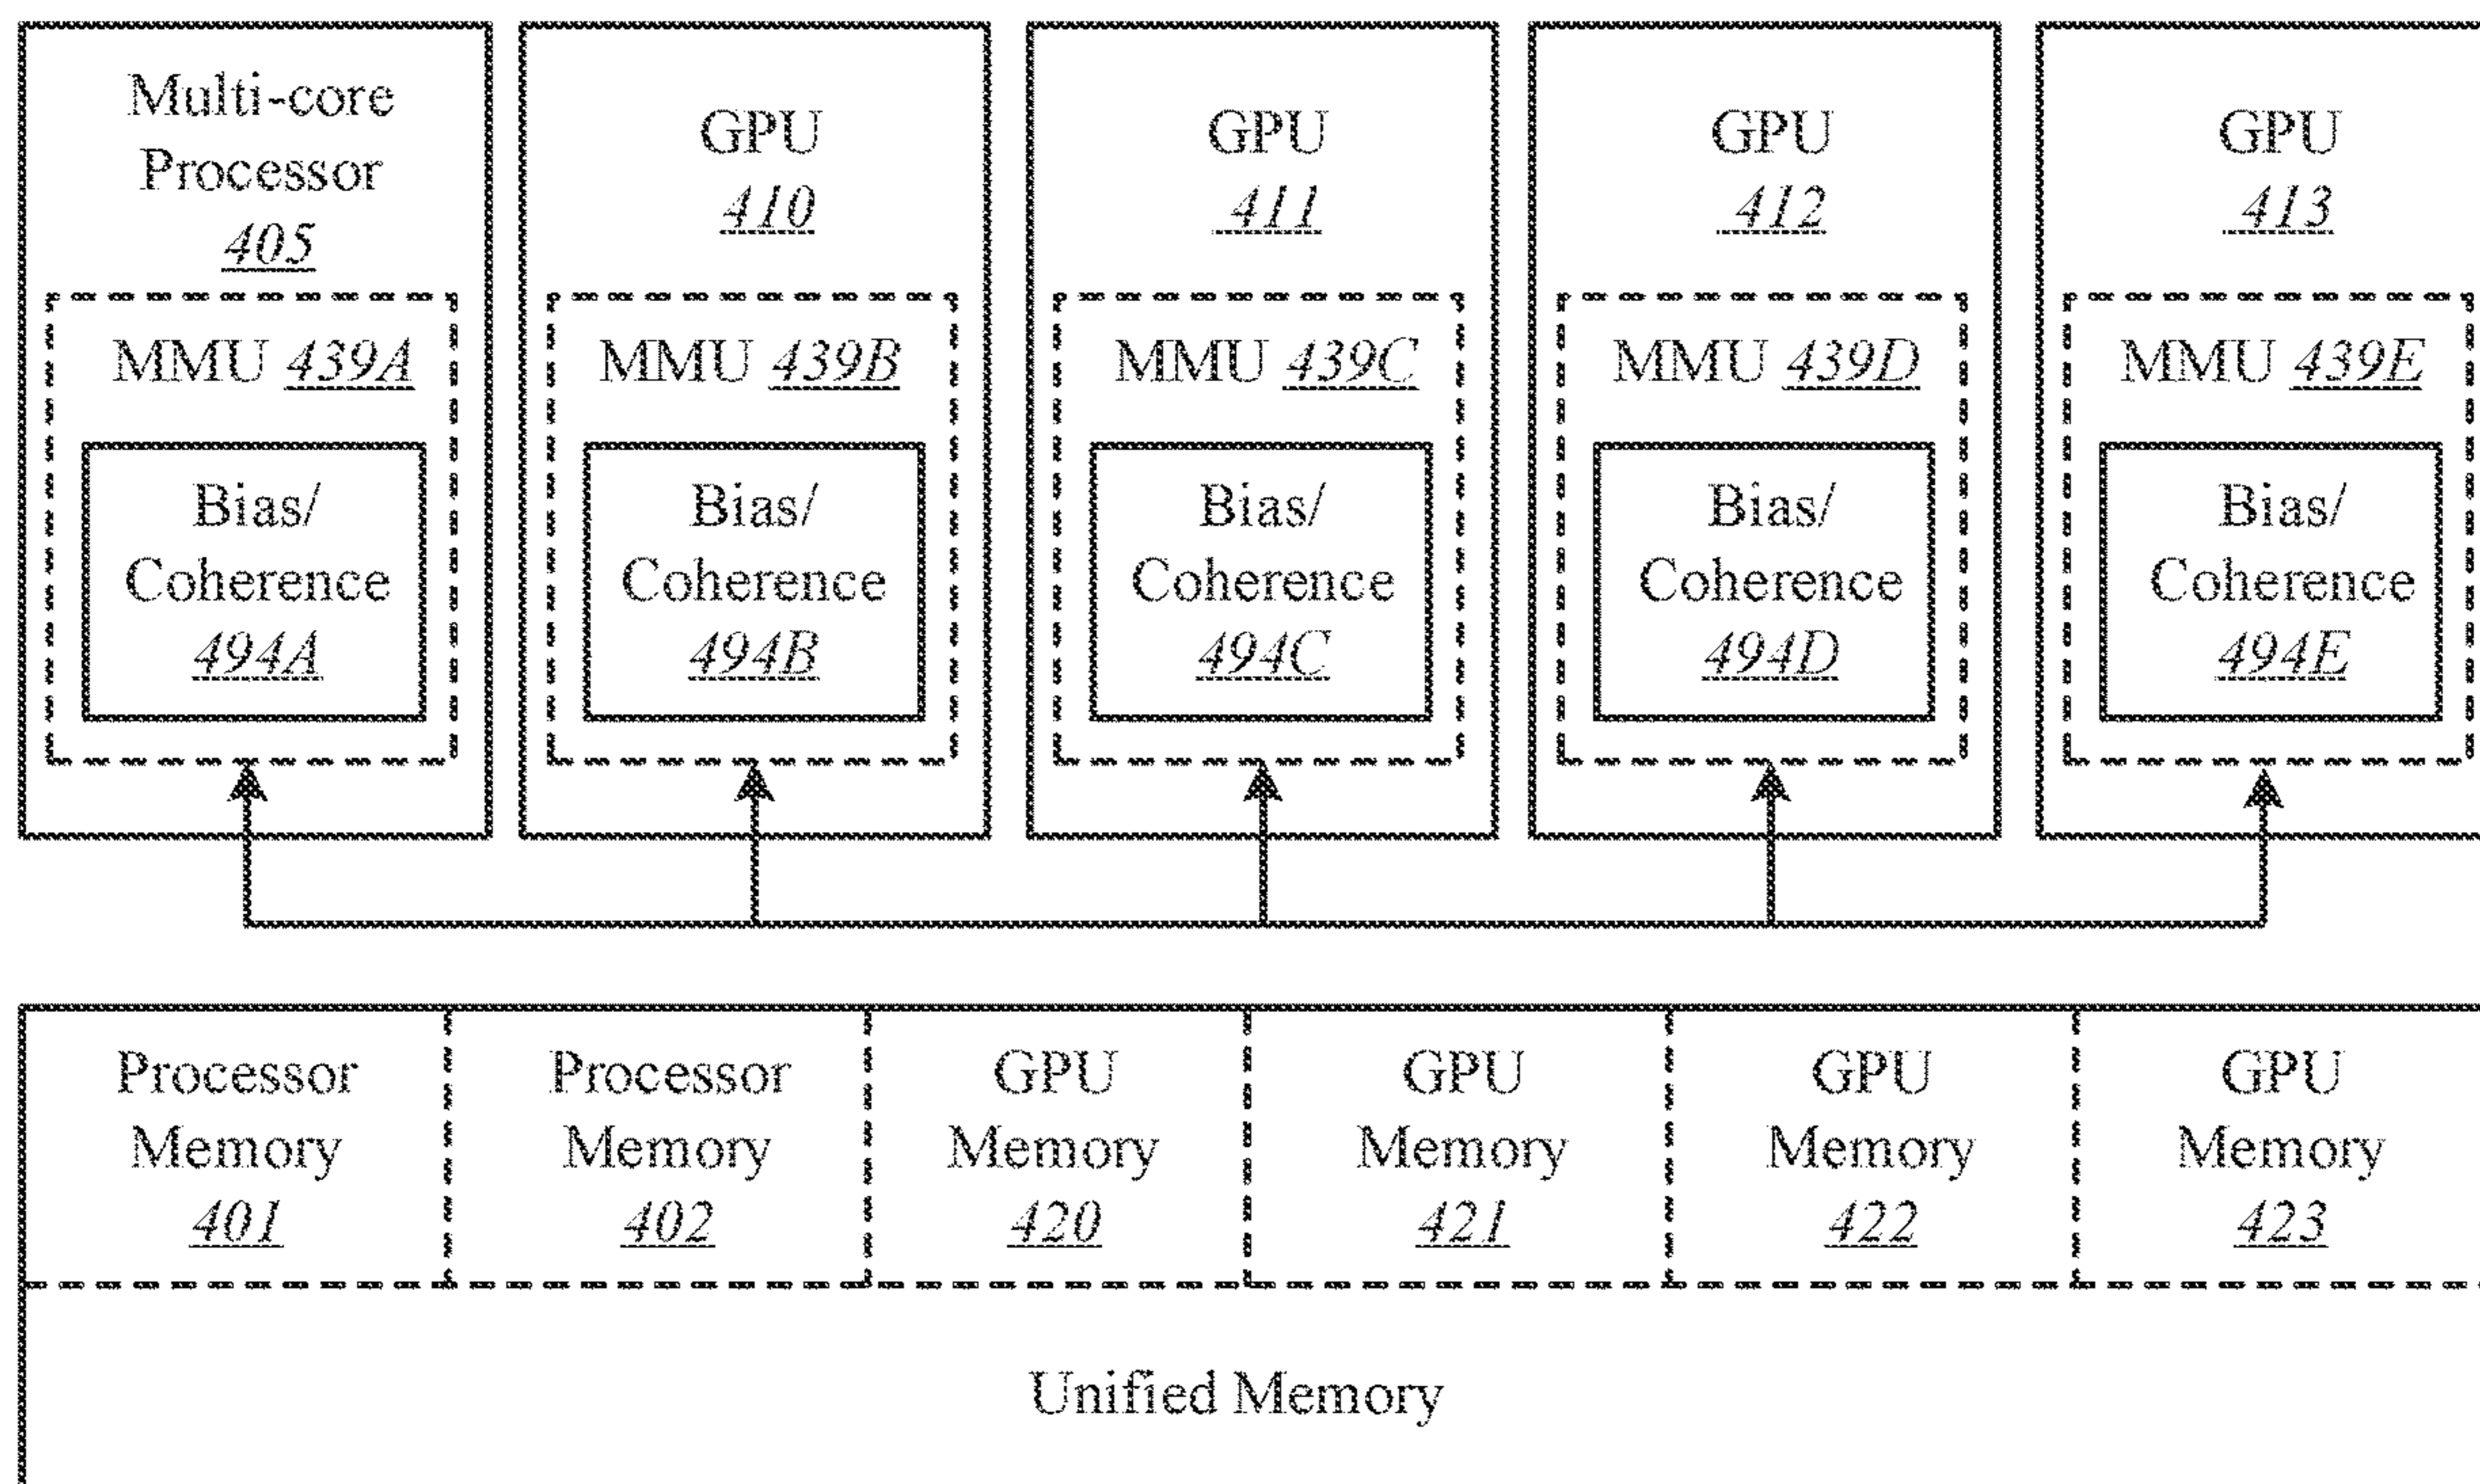 Multi-core
Processor
405
MMU 439A
Bias/
Coherence
494A
GPU
410
MMU 439B
Bias/
Coherence
494B
GPU
411
MMU 439C
Bias/
Coherence
494C
GPU
412
MMU 439D
Bias/
Coherence
494D
GPU
413
MMU 439E
Bias/
Coherence
494E
Processor
Memory
401
Processor
Memory
402
GPU
Memory
420
GPU
Memory
421
GPU
Memory
422
GPU
Memory
423
Unified Memory